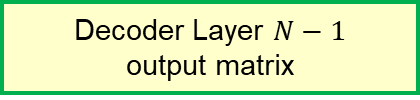 Decoder Layer N − 1
output matrix